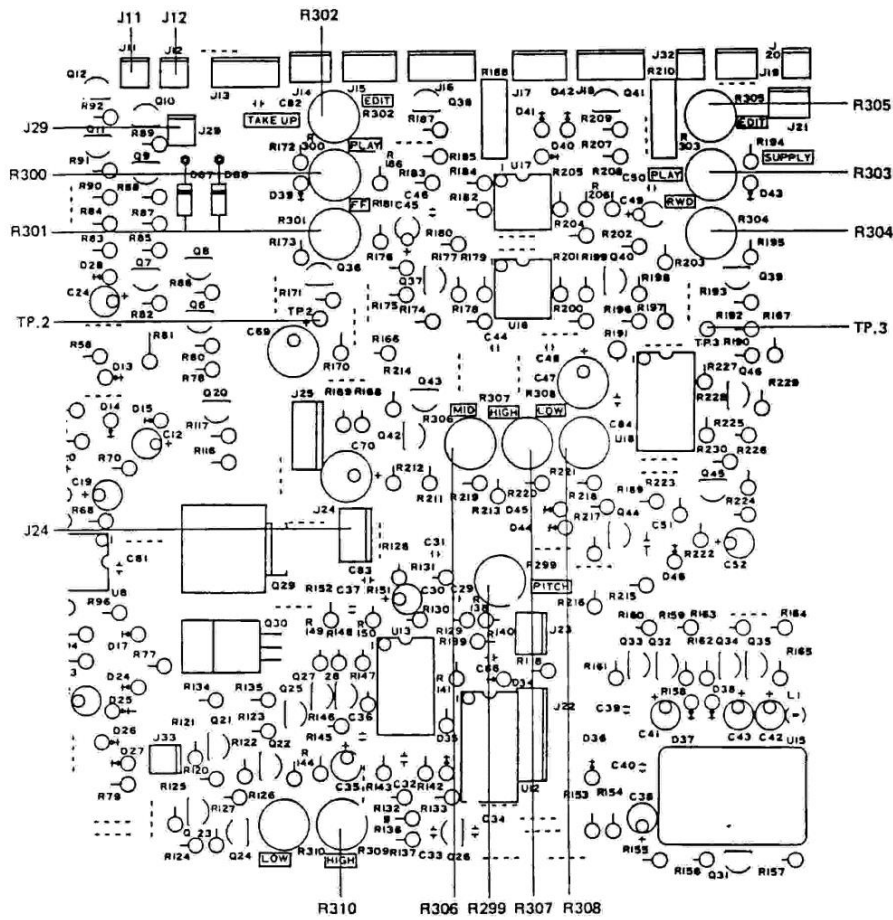 J11 J12 R302
J11 J12 J32 J20
Q12 J13 J14 J15 J16 R188 J17 D42 J18 R210 J19
Q10 C82 EDIT Q38 D41 Q41 R305 J21 R305
R92 TAKE UP R302 R187 R209 EDIT
J29 J29
Q11 R89 R300 R303 R194
R91 Q9 R172 PLAY R186 R185 D40 R207 R208 SUPPLY
R300 D67 D68 R183 R184 U17 R205 C50 PLAY R303
R90 R88 D39 R181 C46 R182 R206 C49 RWD D43
R84 R87 R301 FF C45 R204 R304
R301 R304
R83 R85 R173 R180 R202 R195
D28 Q7 Q8 Q36 R176 R177 R179 R201 R199 Q40 R203 Q39
C24 R86 R171 Q37 R198 R193
R82 Q6 R175 R174 R178 U16 R200 R196 R197 R192 R167
TP.2 TP.2 TP.3 TP.3
R81 C69 C44 C48 R191 R190
R58 R80 R170 R166 R214 R227 Q46
D13 R78 J25 Q43 R307 R308 C47 R228 R229
D14 D15 Q20 R169 R168 R306 MID HIGH LOW C84
C12 R117 Q42 U18 R225
R116 C70 R230 R226
R70 R212 R221 R223 Q45
C19 R211 R219 R213 R220 D45 R218 R189 R224
R68 J24 R217 Q44 C51
J24 D44 R222 C52
R128 C31 R299
C61 Q29 C83 R131 PITCH D46
U8 R152 C37 R151 C30 C29 R216 R215
R96 R130 R138 R160 R159 R163 R164
Q30 R149 R148 R150 U13 R129 R139 R140 J23
D17 R118 Q33 Q32 R162 Q34 Q35
R77 C66 R161 R165
D24 R134 R135 Q27 R147 R141 D34 J22 R158 D38 L1
D25 Q25 C39
R121 Q21 R123 R146 C36 C41 C43 C42
D26 J33 R122 Q22 R145 D35 D36 D37 U15
D27 R120 R144 C35 R143 C32 R142 C40
R79 R125 R126 U12 R153 R154 C38
R127 R132 R133 C34
Q23 R136
R124 Q24 LOW R310 HIGH R309 R137 C33 Q26 R155 R156 Q31 R157
R310 R306 R299 R307 R308